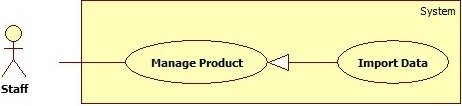 System
Manage Product
Import Data
Staff